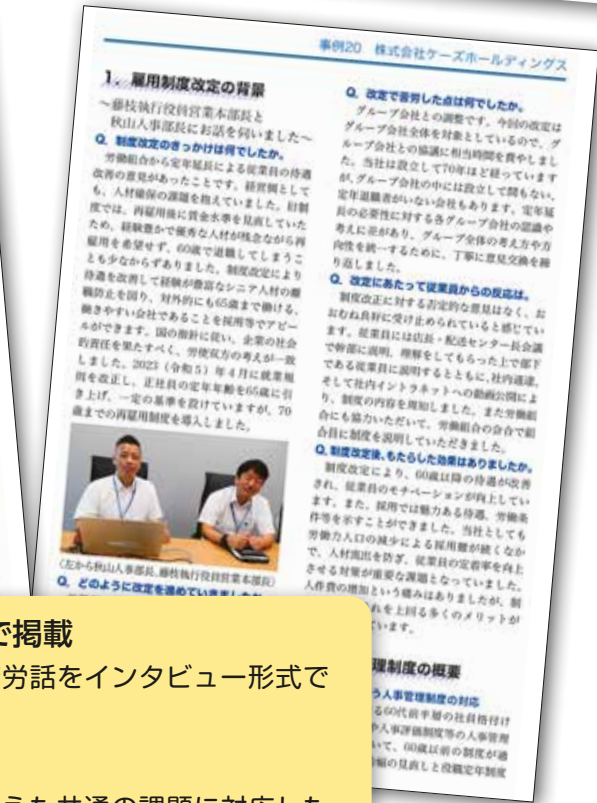 事例20 株式会社ケーズホールディングス
1. 雇用制度改定の背景
～藤枝執行役員営業本部長と
秋山人事部長にお話を伺いました～
Q. 制度改定のきっかけは何でしたか。
労働組合から定年延長による従業員の待遇
改善の意見があったことです。経営側として
も、人材確保の課題を抱えていました。旧制
度では、再雇用後に賃金水準を見直していた
ため、経験豊かで優秀な人材が残念ながら再
雇用を希望せず、60歳で退職してしまうこ
とも少なからずありました。制度改定により
待遇を改善して経験が豊富なシニア人材の離
職防止を図り、対外的にも65歳まで働ける、
働きやすい会社であることを採用等でアピー
ルができます。国の指針に従い、企業の社会
的責任を果たすべく、労使双方の考えが一致
しました。2023（令和5）年4月に就業規
則を改正し、正社員の定年年齢を65歳に引
き上げ、一定の基準を設けていますが、70
歳までの再雇用制度を導入しました。
（左から秋山人事部長、藤枝執行役員営業本部長）
Q. どのように改定を進めていきましたか
Q. 改定で苦労した点は何でしたか。
グループ会社との調整です。今回の改定は
グループ会社全体を対象としているので、グ
ループ会社との協議に相当時間を費やしまし
た。当社は設立して70年ほど経っています
が、グループ会社の中には設立して間もない、
定年退職者がいない会社もあります。定年延
長の必要性に対する各グループ会社の認識や
考えに差があり、グループ全体の考え方や方
向性を統一するために、丁寧に意見交換を繰
り返しました。
Q. 改定にあたって従業員からの反応は。
制度改正に対する否定的な意見はなく、お
おむね良好に受け止められていると感じてい
ます。従業員には店長・配送センター長会議
で幹部に説明、理解をしてもらった上で部下
である従業員に説明するとともに、社内通達、
そして社内イントラネットへの動画公開によ
り、制度の内容を周知しました。また労働組
合にも協力いただいて、労働組合の会合で組
合員に制度を説明していただきました。
Q. 制度改定後、もたらした効果はありましたか。
制度改定により、60歳以降の待遇が改善
され、従業員のモチベーションが向上してい
ます。また、採用では魅力ある待遇、労働条
件等を示すことができました。当社としても
労働力人口の減少による採用難が続くなか
で、人材流出を防ぎ、従業員の定着率を向上
させる対策が重要な課題となっていました。
人件費の増加という痛みはありましたが、制
れを上回る多くのメリットが
います。
理制度の概要
う人事管理制度の対応
る60代前半層の社員格付け
や人事評価制度等の人事管理
いて、60歳以前の制度が通
の見直しと役職定年制度
で掲載
労話をインタビュー形式で
うた共通の課題に対応した